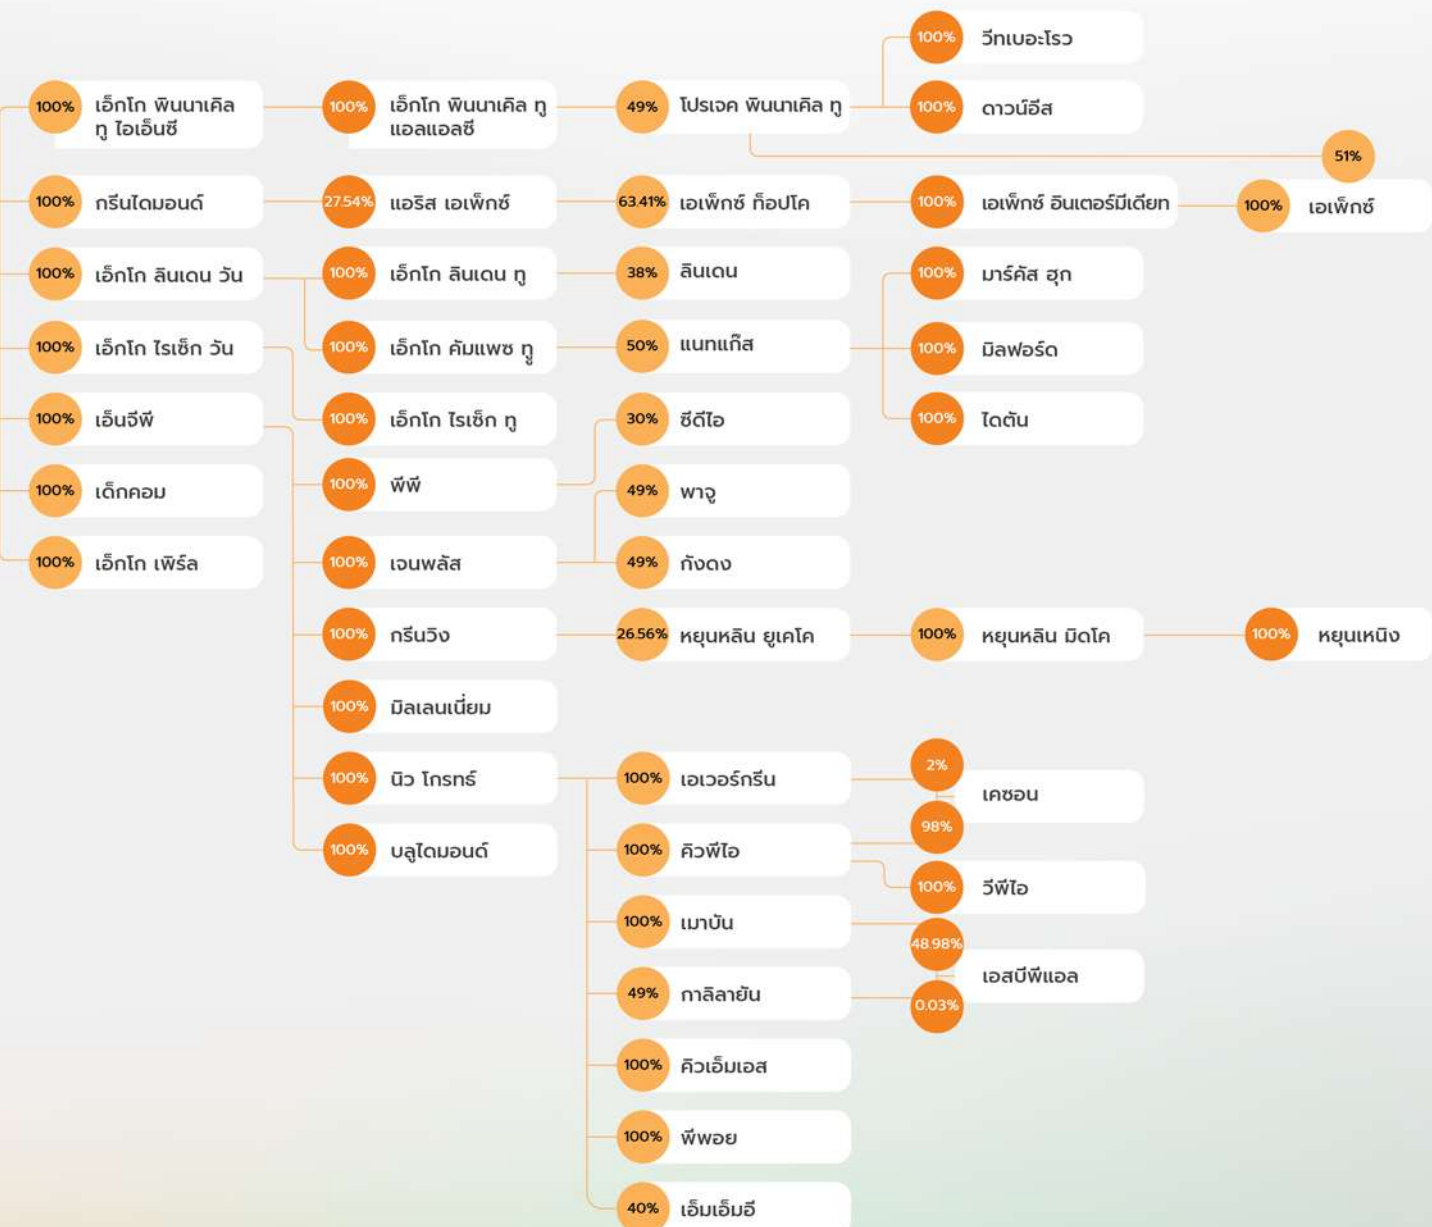 100% วีทเบอะโรว
100% เอ็กโก พินนาเคิล
ทู ไอเอ็นซี
100% เอ็กโก พินนาเคิล ทู
แอลแอลซี
49% โปรเจค พินนาเคิล ทู
100% ดาวน์อีส
51%
100% กรีนไดมอนด์
27.54% แอริส เอเพ็กซ์
63.41% เอเพ็กซ์ ท็อปโค
100% เอเพ็กซ์ อินเตอร์มีเดียท
100% เอเพ็กซ์
100% เอ็กโก ลินเดน วัน
100% เอ็กโก ลินเดน ทู
38% ลินเดน
100% มาร์คัส ฮุก
100% เอ็กโก ไรเซ็ก วัน
100% เอ็กโก คัมแพซ ทู
50% แนทแก๊ส
100% มิลฟอร์ด
100% เอ็นจีพี
100% เอ็กโก ไรเซ็ก ทู
30% ซีดีไอ
100% ไดตัน
100% เด็กคอม
100% พีพี
49% พาจู
100% เอ็กโก เพิร์ล
100% เจนพลัส
49% กังดง
100% กรีนวิง
26.56% หยุนหลิน ยูเคโค
100% หยุนหลิน มิดโค
100% หยุนเหนิง
100% มิลเลนเนี่ยม
100% นิว โกรทธ์
100% เอเวอร์กรีน
2%
เคซอน
98%
100% บลูไดมอนด์
100% คิวพีไอ
100% วีพีไอ
100% เมาบัน
48.98%
เอสบีพีแอล
0.03%
49% กาลิลายัน
100% คิวเอ็มเอส
100% พีพอย
40% เอ็มเอ็มอี